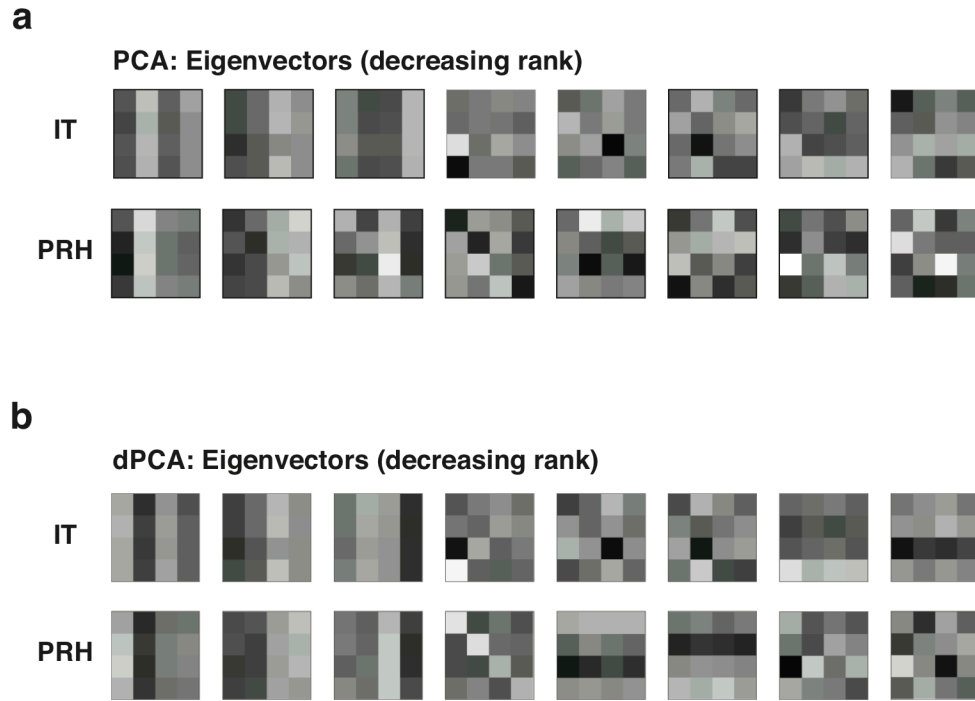 a
PCA: Eigenvectors (decreasing rank)
IT
PRH
b
dPCA: Eigenvectors (decreasing rank)
IT
PRH